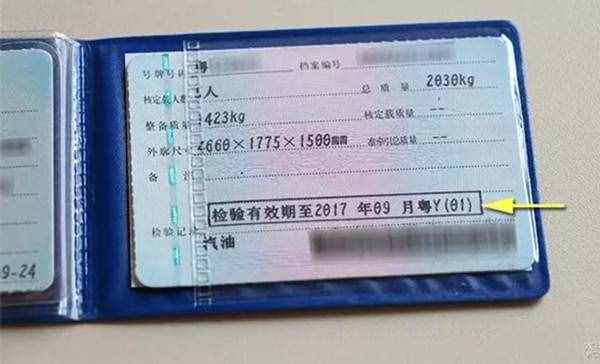 号牌号码 粤 档案编号
核定载人数 人 总质量 2030kg
整备质量 1423kg 核定载质量 --
外廓尺寸 4660×1775×1500 准牵引总质量 --
备注
检验有效期至2017 年09 月粤Y(01)
检验记录
汽油
9-24